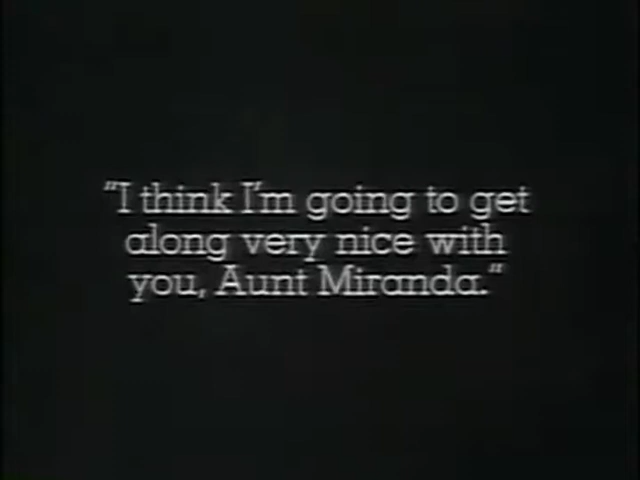 “I think I’m going to get
along very nice with
you, Aunt Miranda.”